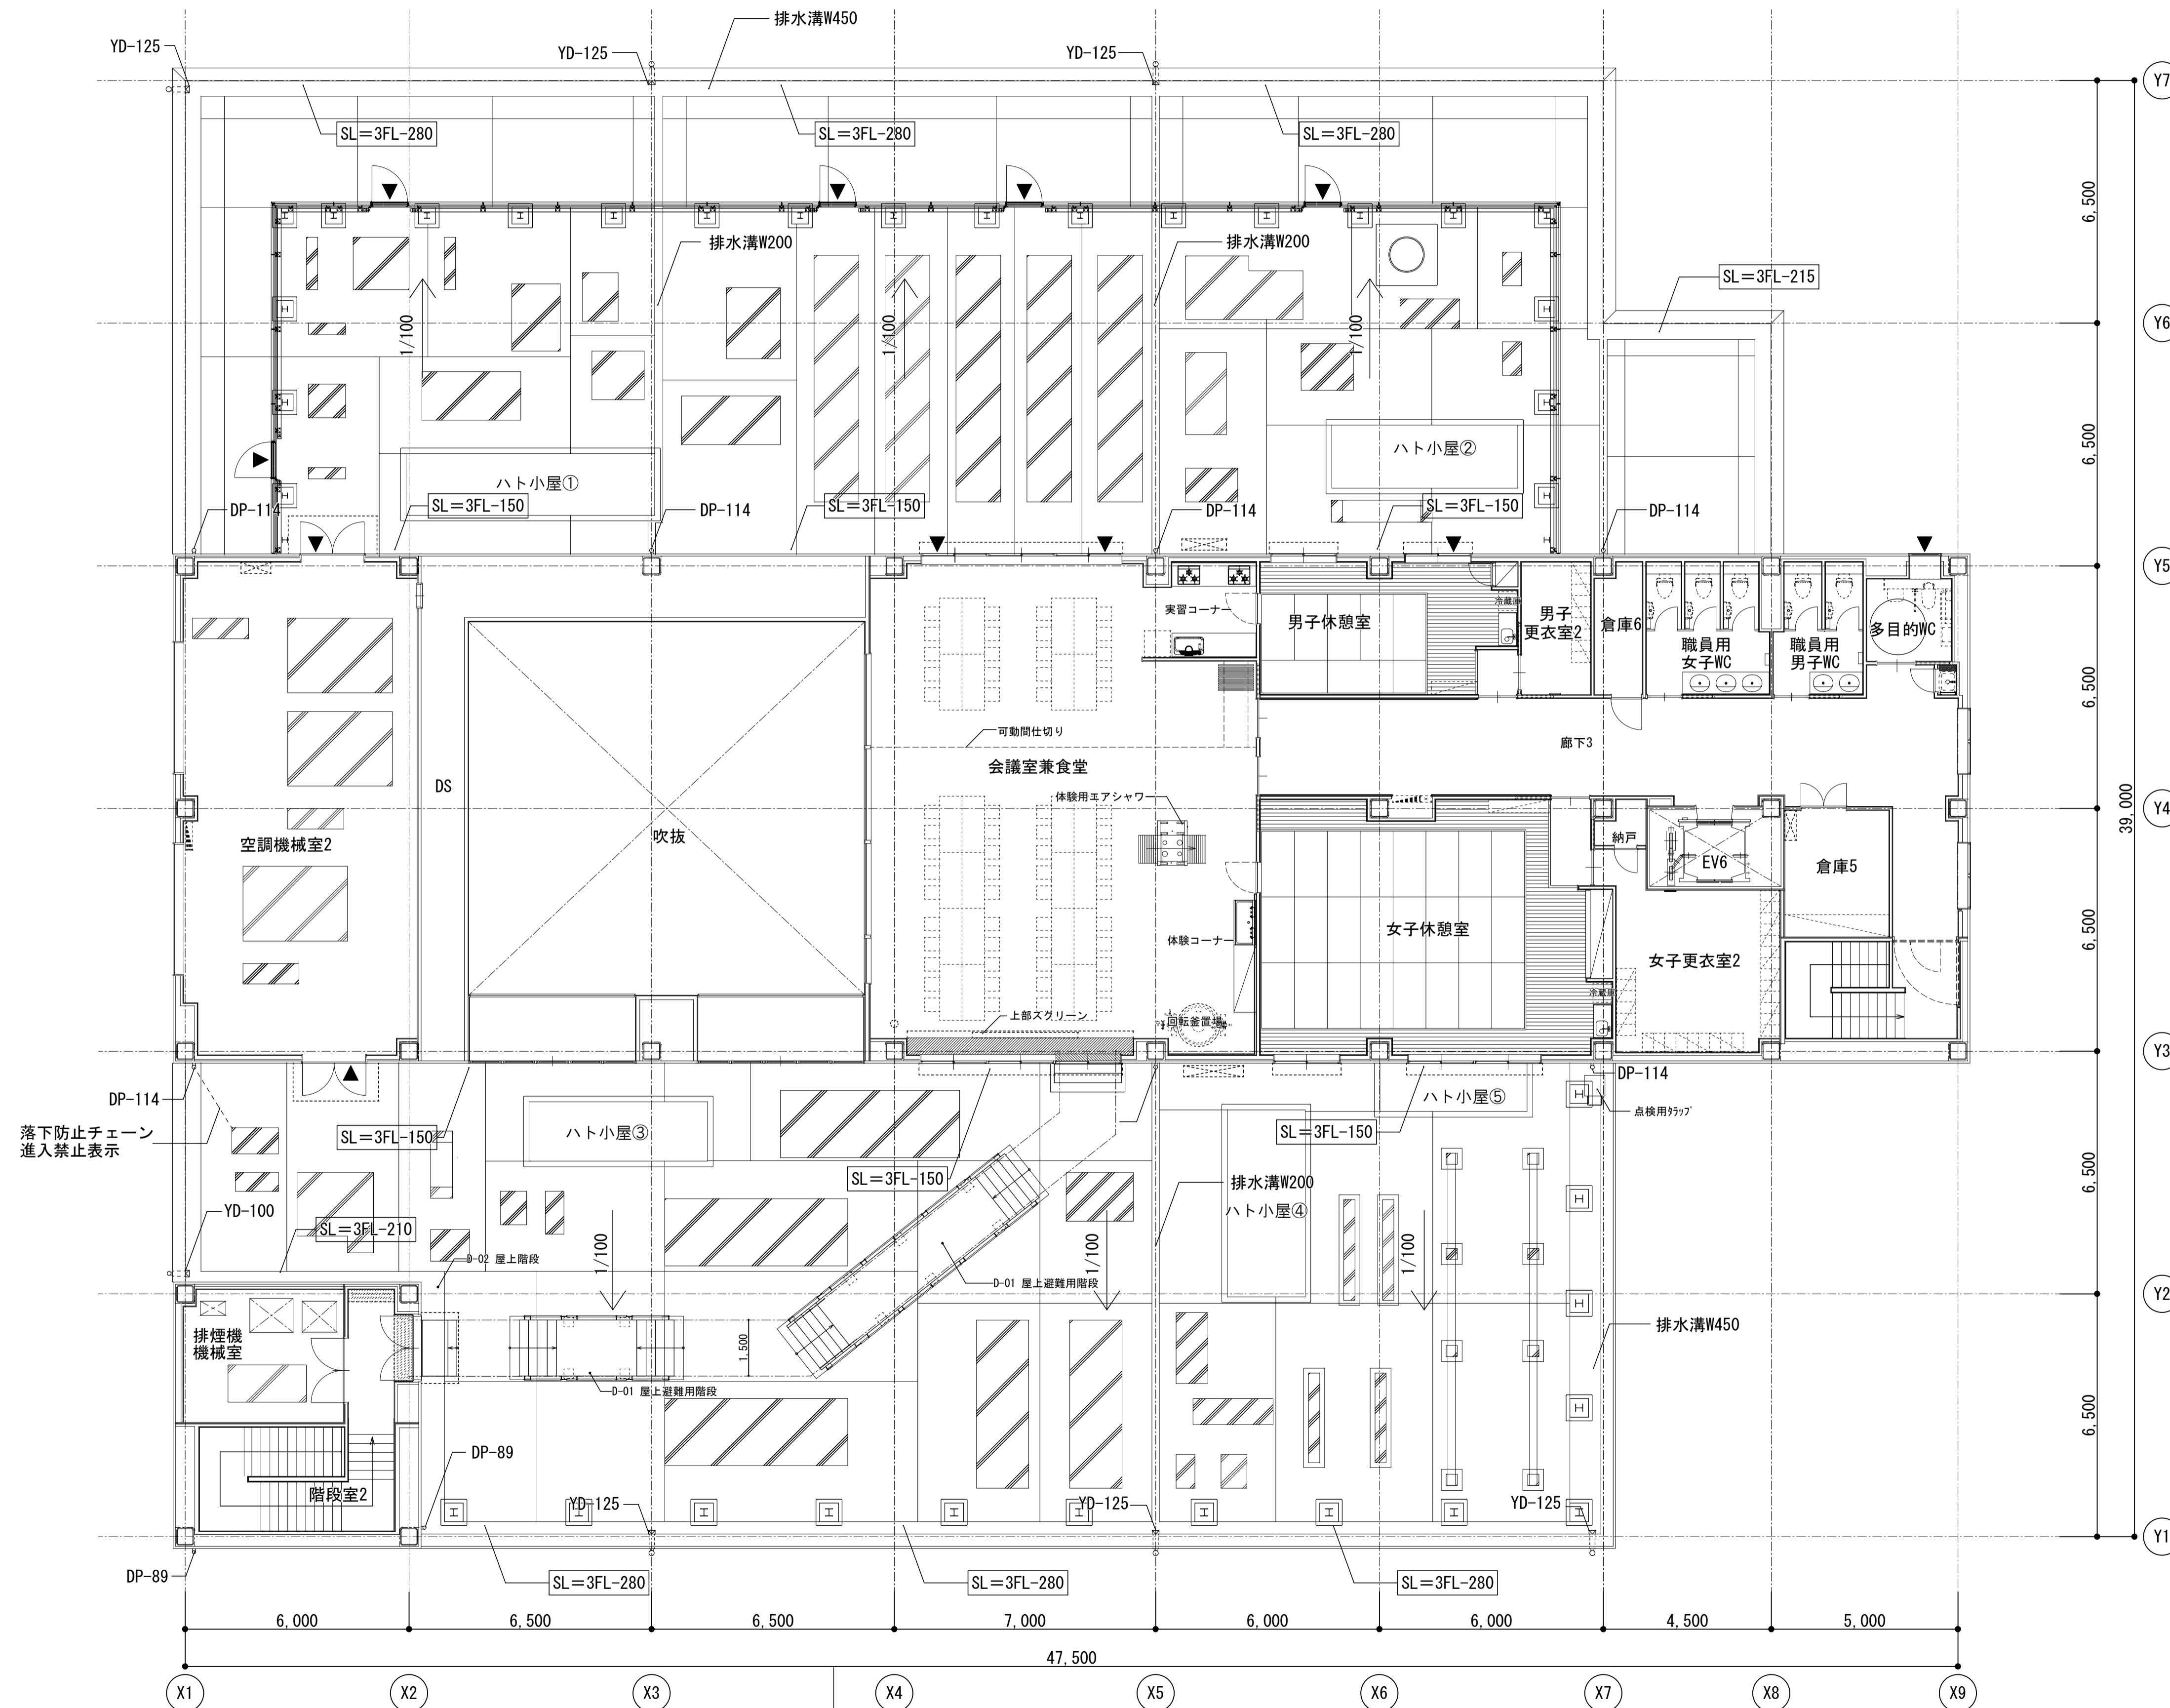 排水溝W450
YD-125
YD-125
YD-125
Y7
SL=3FL-280
SL=3FL-280
SL=3FL-280
6,500
排水溝W200
排水溝W200
SL=3FL-215
1/100
1/100
1/100
Y6
6,500
ハト小屋①
ハト小屋②
SL=3FL-150
SL=3FL-150
SL=3FL-150
DP-114
DP-114
DP-114
DP-114
Y5
実習コーナー
男子休憩室
冷蔵庫
男子
更衣室2
倉庫6
職員用
女子WC
職員用
男子WC
多目的WC
6,500
可動間仕切り
廊下3
会議室兼食堂
DS
体験用エアシャワー
39,000
Y4
空調機械室2
吹抜
納戸
EV6
倉庫5
体験コーナー
女子休憩室
女子更衣室2
6,500
冷蔵庫
上部スクリーン
回転釜置場
Y3
DP-114
DP-114
ハト小屋⑤
点検用ﾀﾗｯﾌﾟ
落下防止チェーン
進入禁止表示
SL=3FL-150
ハト小屋③
SL=3FL-150
SL=3FL-150
6,500
排水溝W200
ハト小屋④
YD-100
SL=3FL-210
D-02 屋上階段
1/100
D-01 屋上避難用階段
1/100
1/100
Y2
排煙機
機械室
1,500
排水溝W450
D-01 屋上避難用階段
6,500
DP-89
階段室2
YD-125
YD-125
YD-125
Y1
DP-89
SL=3FL-280
SL=3FL-280
SL=3FL-280
6,000
6,500
6,500
7,000
6,000
6,000
4,500
5,000
47,500
X1
X2
X3
X4
X5
X6
X7
X8
X9